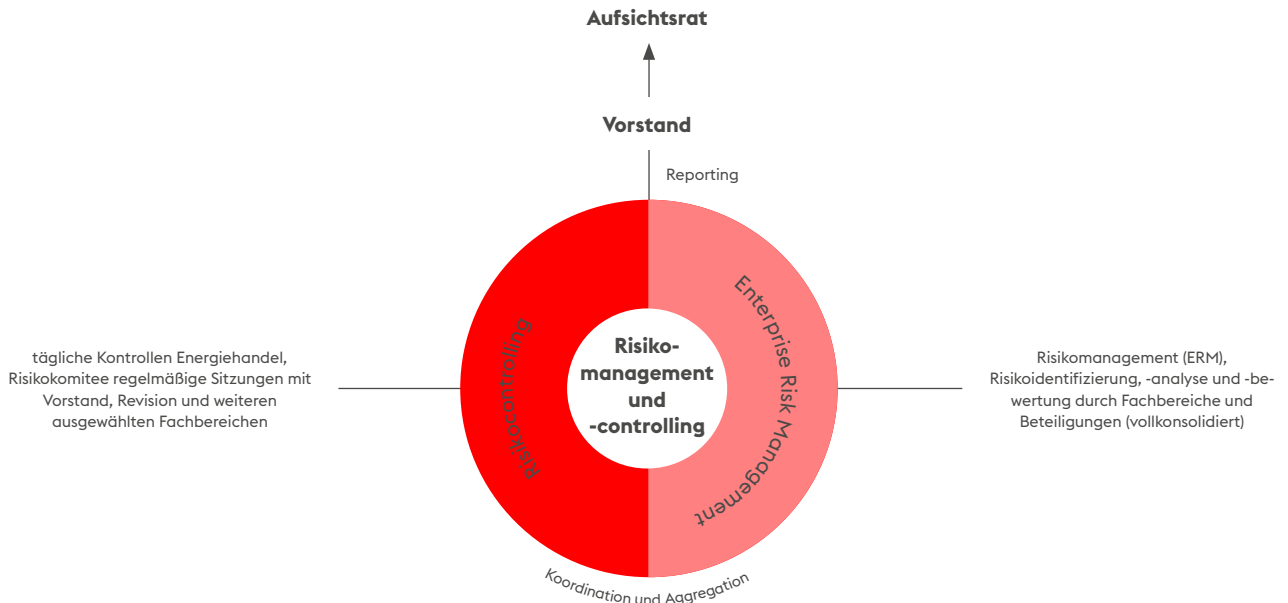 Aufsichtsrat
Vorstand
Reporting
Enterprise Risk Management
Risikocontrolling
Risiko-
management
und
-controlling
tägliche Kontrollen Energiehandel,
Risikokomitee regelmäßige Sitzungen mit
Vorstand, Revision und weiteren
ausgewählten Fachbereichen
Risikomanagement (ERM),
Risikoidentifizierung, -analyse und -be-
wertung durch Fachbereiche und
Beteiligungen (vollkonsolidiert)
Koordination und Aggregation